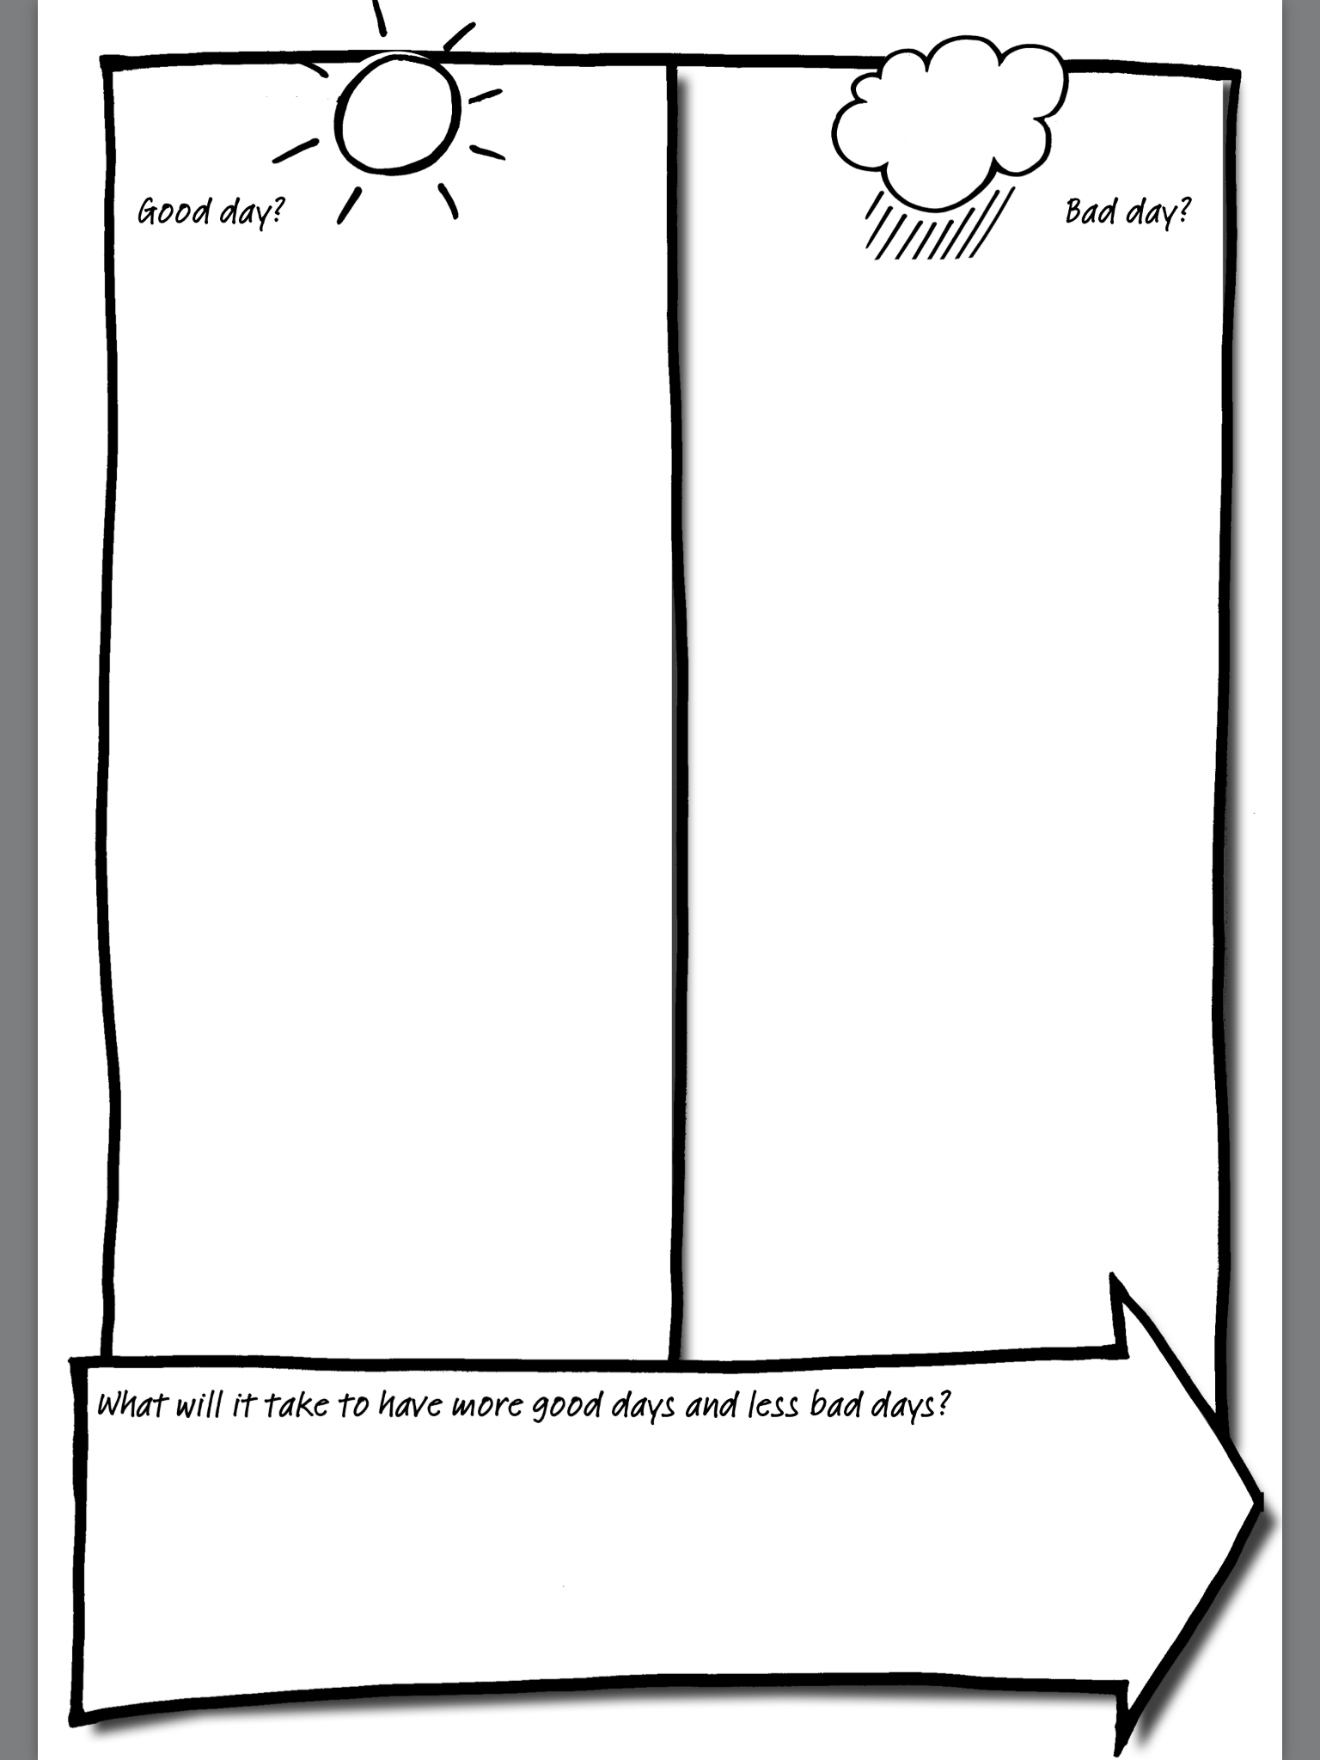 Good day?
Bad day?
What will it take to have more good days and less bad days?